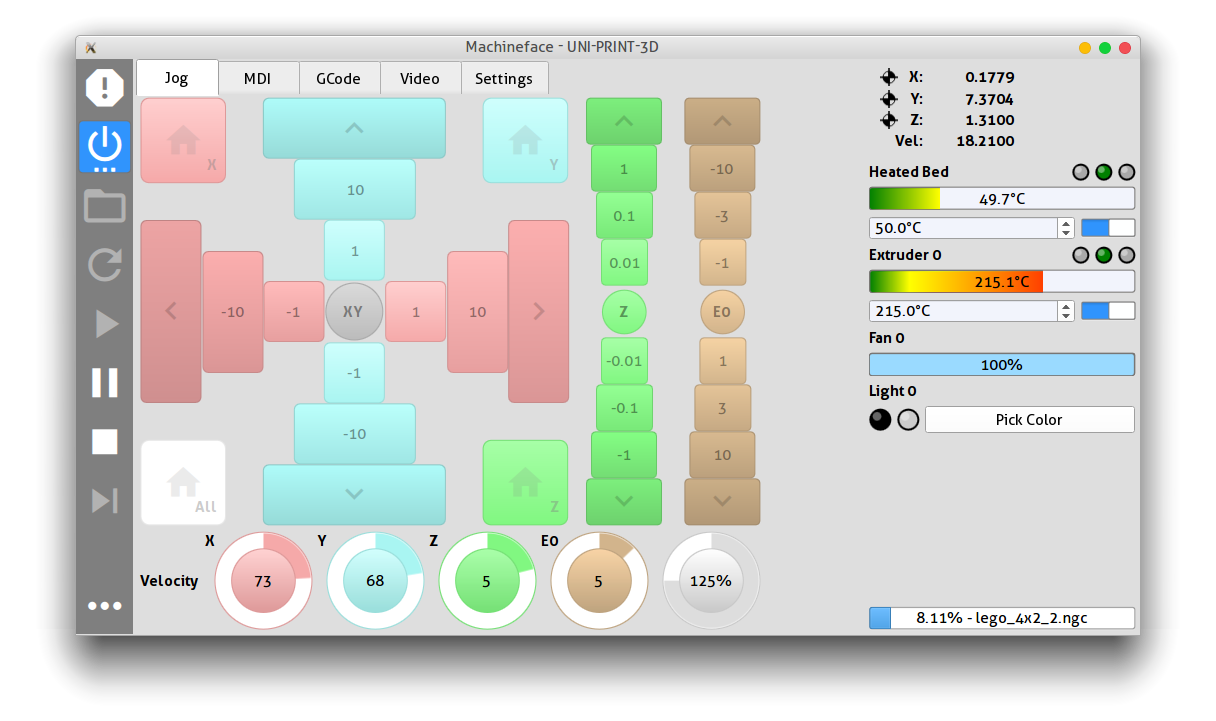 Machineface - UNI-PRINT-3D
Jog MDI GCode Video Settings
X: 0.1779
Y: 7.3704
Z: 1.3100
Vel: 18.2100
X
Y
10
1
-10 -1 XY 1 10
-1
-10
All
Z
1
0.1
0.01
Z
-0.01
-0.1
-1
-10
-3
-1
E0
1
3
10
Heated Bed
49.7°C
50.0°C
Extruder 0
215.1°C
215.0°C
Fan 0
100%
Light 0
Pick Color
X Y Z E0
Velocity 73 68 5 5 125%
8.11% - lego_4x2_2.ngc